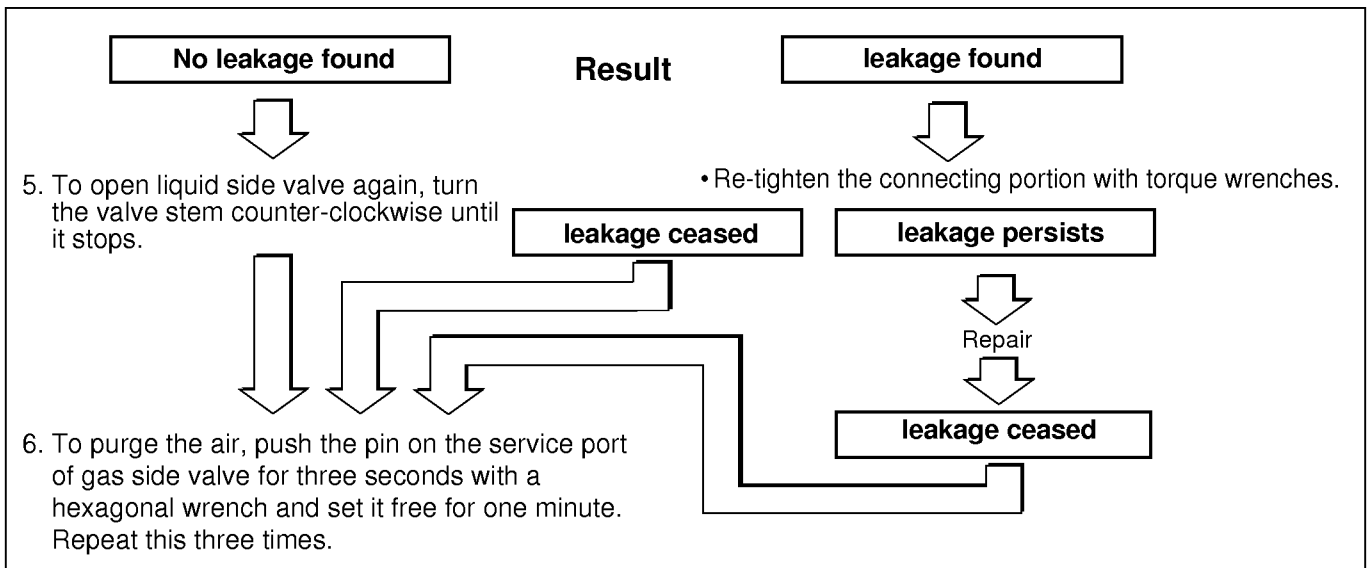 No leakage found
Result
leakage found
5. To open liquid side valve again, turn
the valve stem counter-clockwise until
it stops.
• Re-tighten the connecting portion with torque wrenches.
leakage ceased
leakage persists
Repair
leakage ceased
6. To purge the air, push the pin on the service port
of gas side valve for three seconds with a
hexagonal wrench and set it free for one minute.
Repeat this three times.